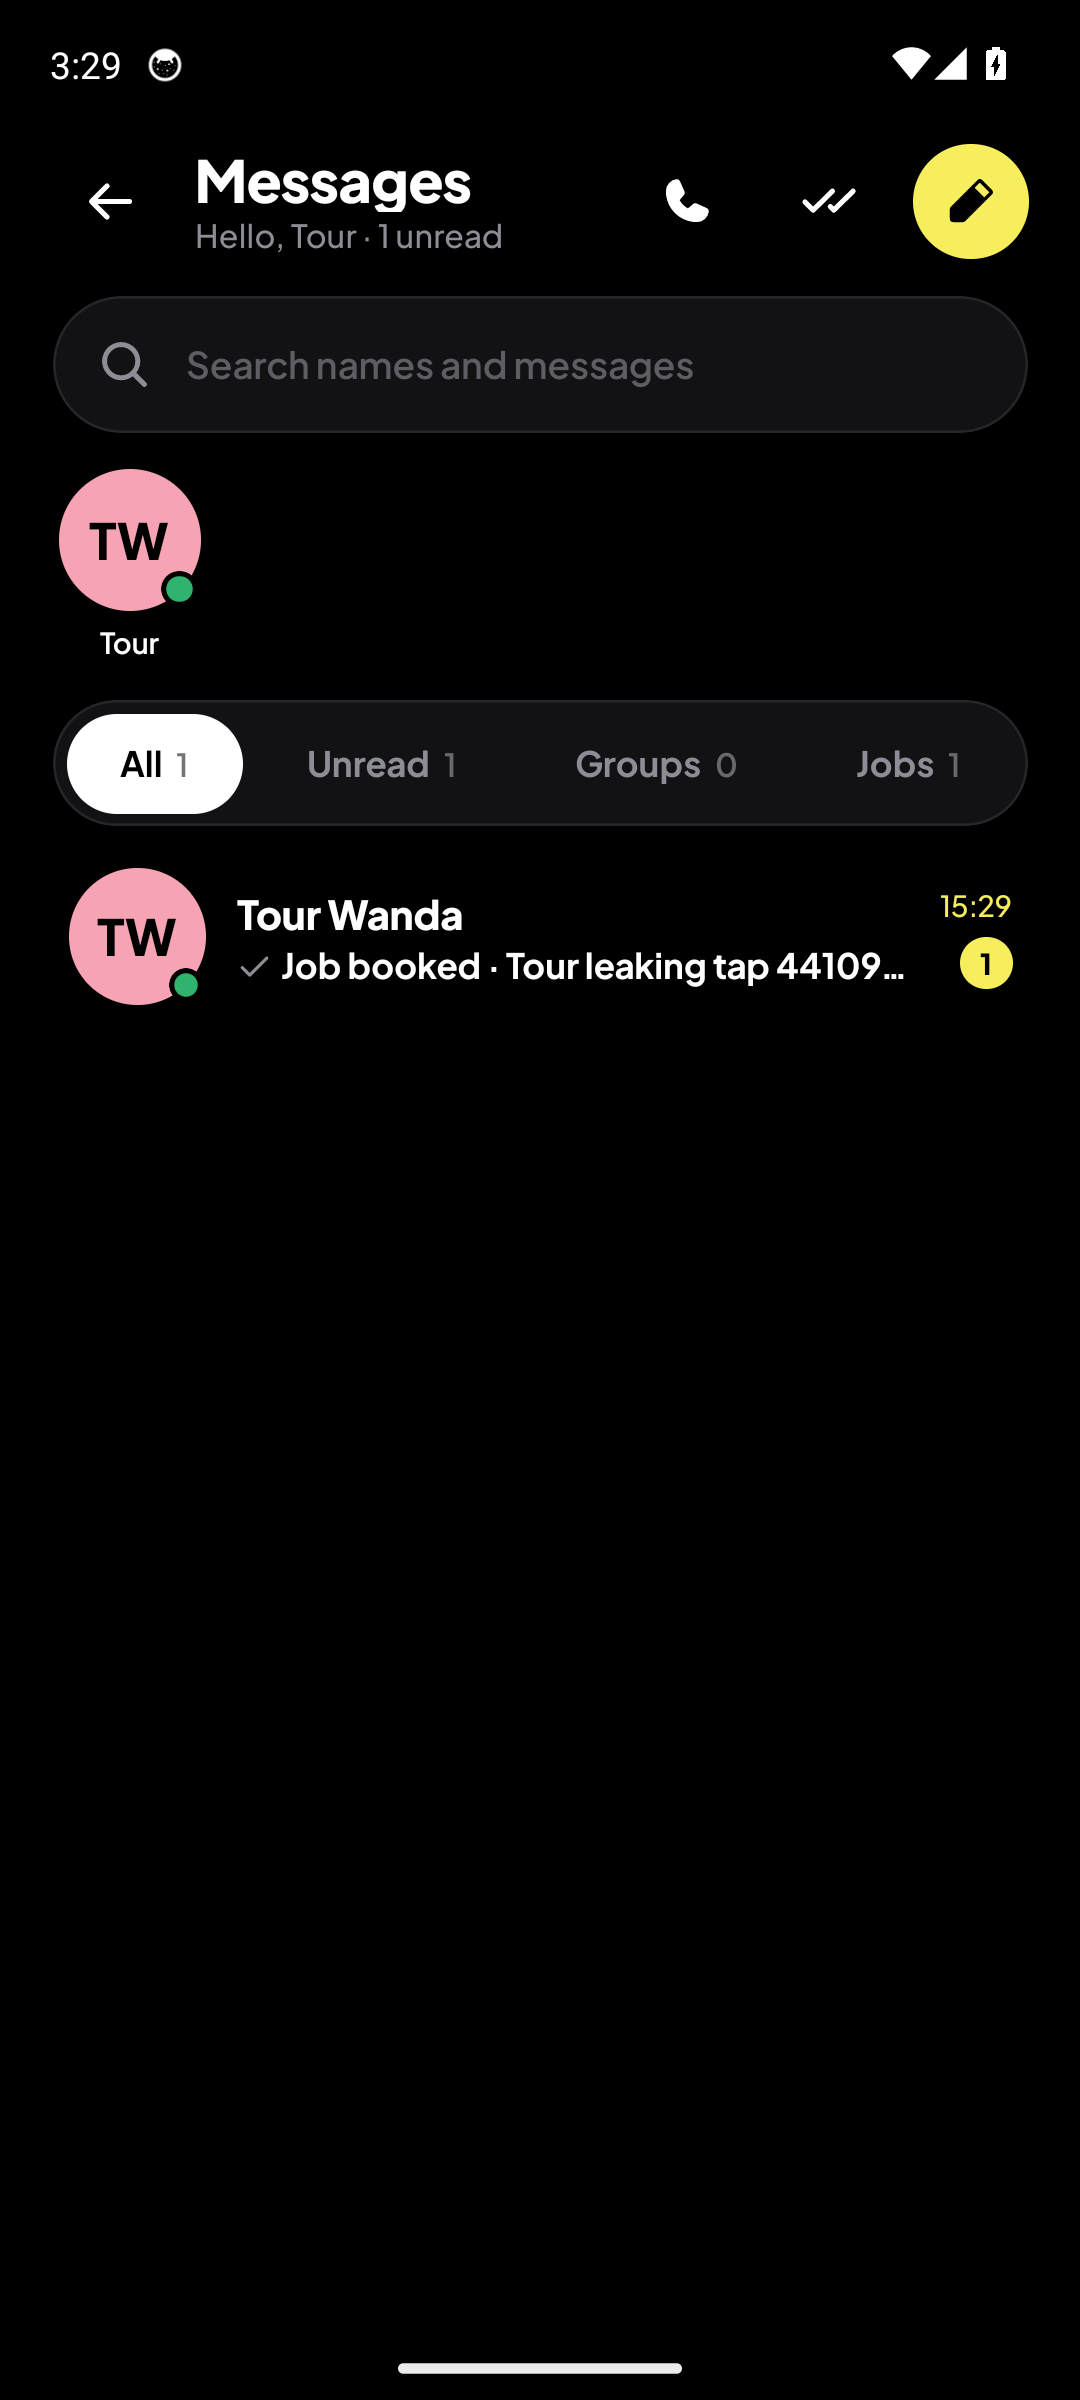 3:29
Messages
Hello, Tour · 1 unread
Search names and messages
TW
Tour
All 1 Unread 1 Groups 0 Jobs 1
TW
Tour Wanda
15:29
Job booked · Tour leaking tap 44109...
1